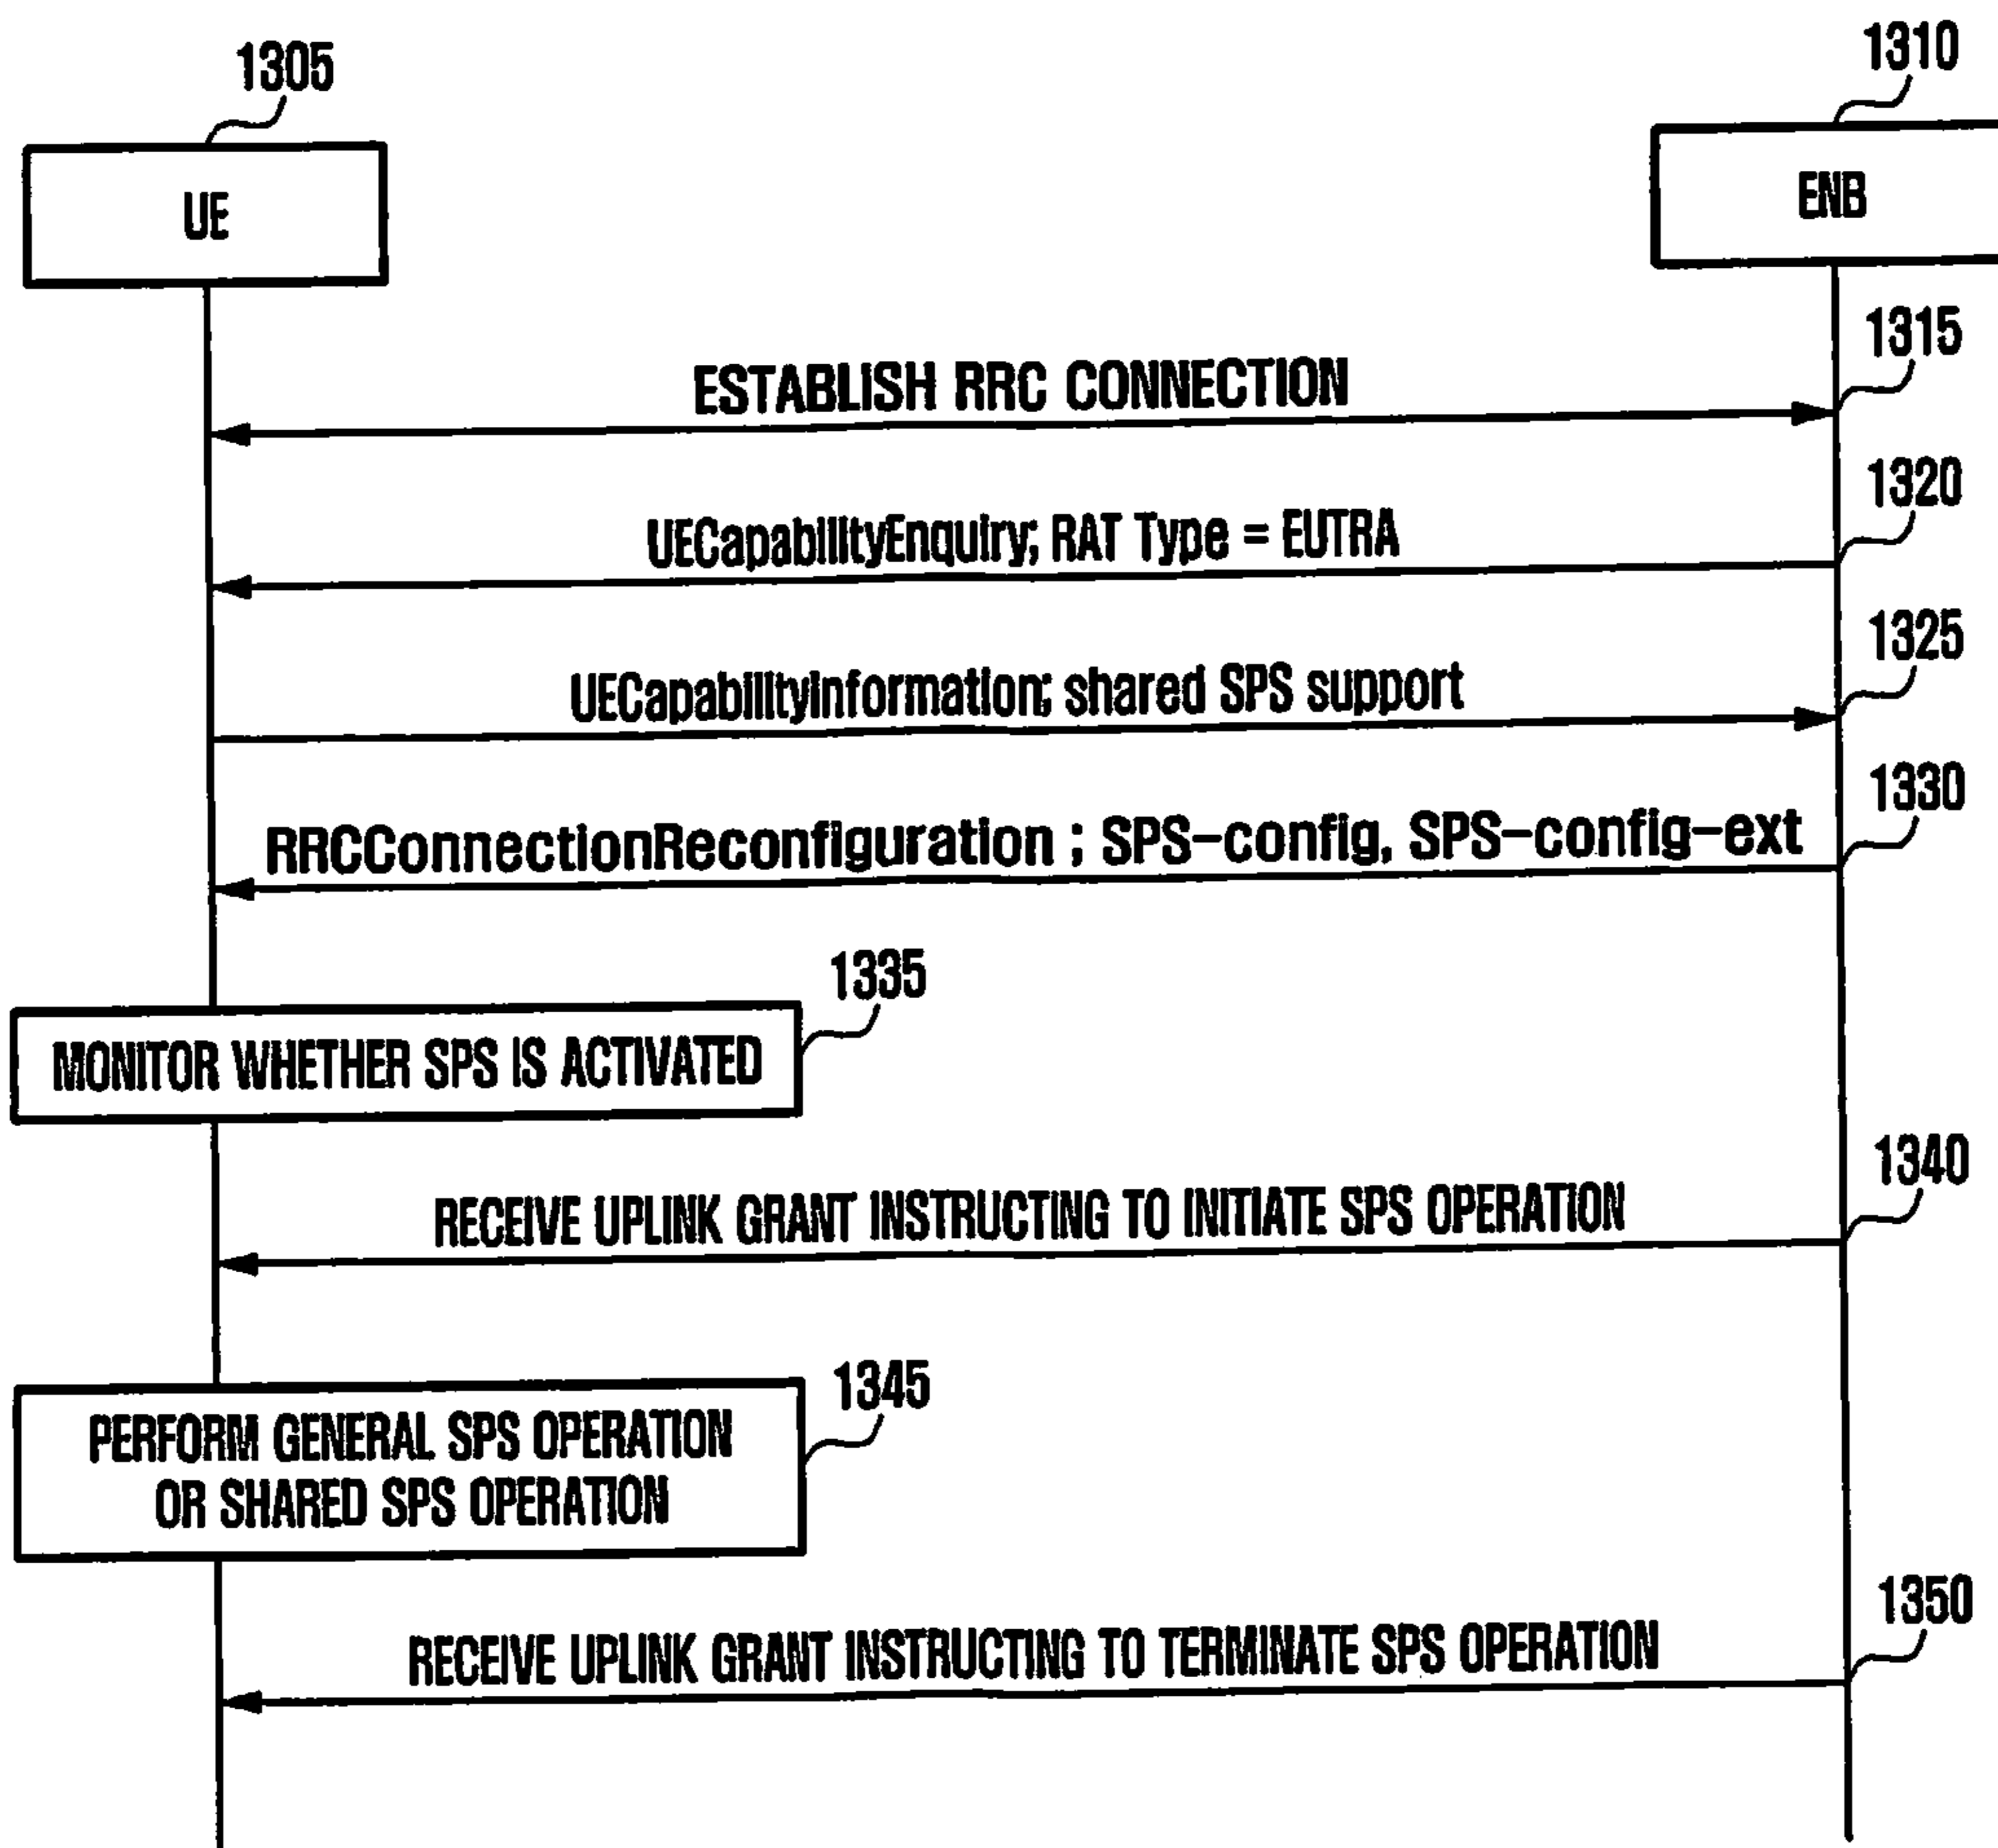 1305
1310
UE
ENB
1315
ESTABLISH RRC CONNECTION
1320
UECapabilityEnquiry; RAT Type = EUTRA
1325
UECapabilityInformation; shared SPS support
1330
RRCConnectionReconfiguration ; SPS-config, SPS-config-ext
1335
MONITOR WHETHER SPS IS ACTIVATED
1340
RECEIVE UPLINK GRANT INSTRUCTING TO INITIATE SPS OPERATION
1345
PERFORM GENERAL SPS OPERATION
OR SHARED SPS OPERATION
1350
RECEIVE UPLINK GRANT INSTRUCTING TO TERMINATE SPS OPERATION